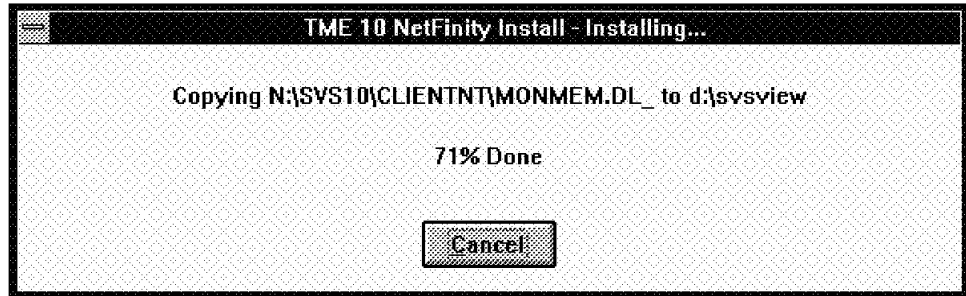 TME 10 NetFinity Install - Installing...
Copying N:\SVS10\CLIENTNT\MONMEM.DL_ to d:\svsview
71% Done
Cancel